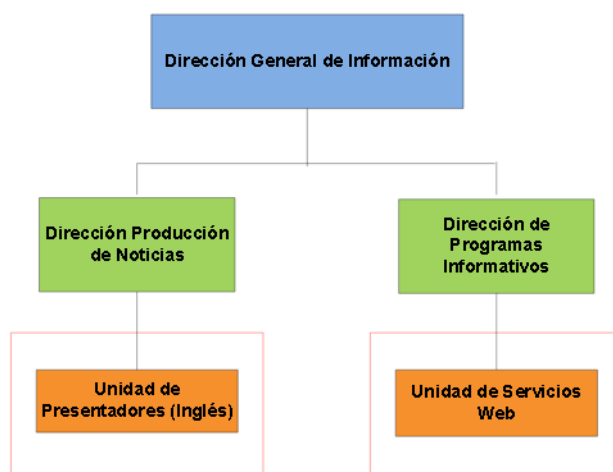 Dirección General de Información
Dirección Producción
de Noticias
Dirección de
Programas
Informativos
Unidad de
Presentadores (Inglés)
Unidad de Servicios
Web